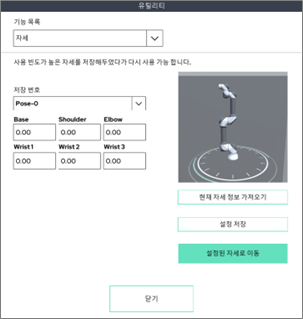 유틸리티
기능 목록
자세
사용 빈도가 높은 자세를 저장해두었다가 다시 사용 가능 합니다.
저장 번호
Pose-0
Base Shoulder Elbow
0.00 0.00 0.00
Wrist 1 Wrist 2 Wrist 3
0.00 0.00 0.00
현재 자세 정보 가져오기
설정 저장
설정된 자세로 이동
닫기